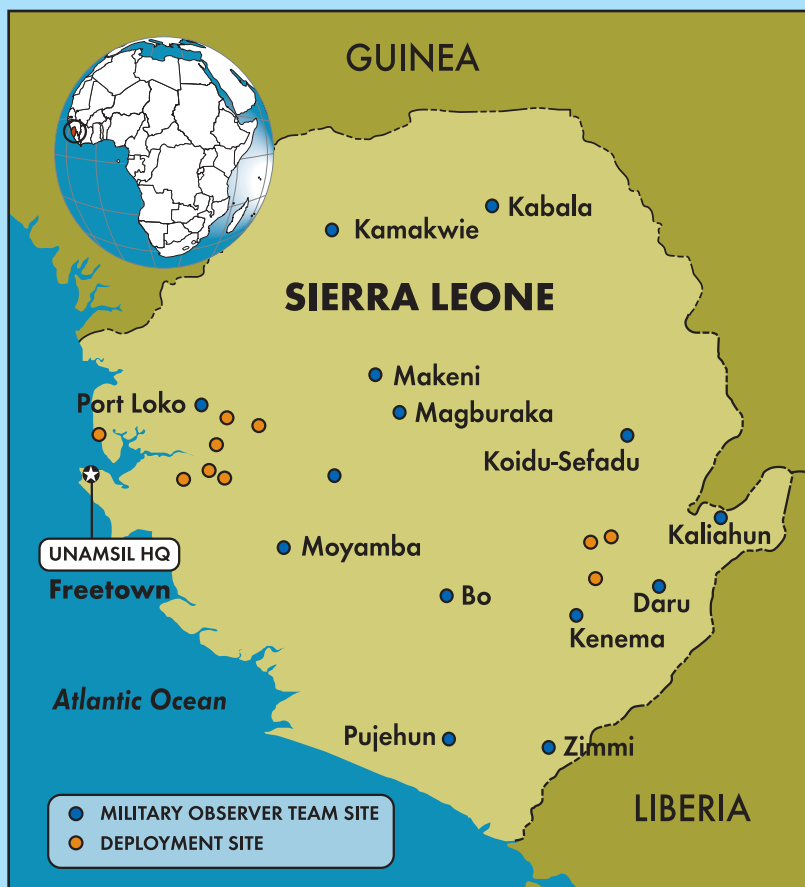 GUINEA
Kabala
Kamakwie
SIERRA LEONE
Makeni
Port Loko
Magburaka
Koidu-Sefadu
Kaliahun
UNAMSIL HQ
Moyamba
Freetown
Bo
Daru
Kenema
Atlantic Ocean
Pujehun
Zimmi
LIBERIA
MILITARY OBSERVER TEAM SITE
DEPLOYMENT SITE